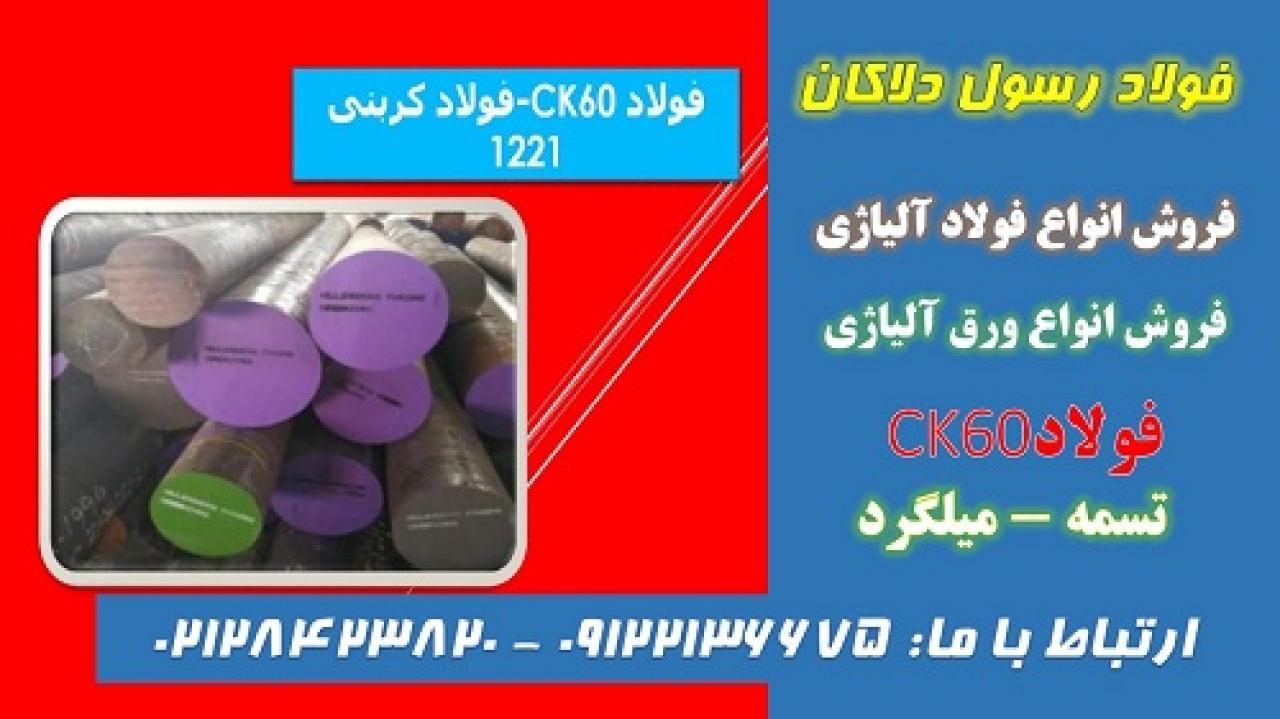 فولاد رسول دلاکان
فولاد CK60-فولاد کربنی
1221
فروش انواع فولاد آلیاژی
فروش انواع ورق آلیاژی
فولادCK60
تسمه – میلگرد
ارتباط با ما: ۰۹۱۲۲۱۳۶۶۷۵ – ۰۲۱۲۸۴۲۳۸۲۰